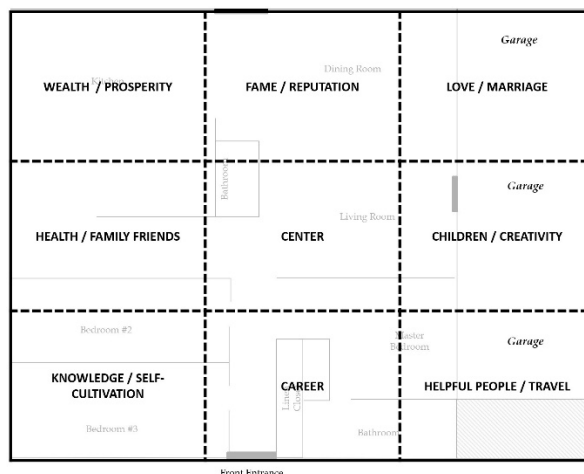 Garage
Kitchen
Dining Room
WEALTH / PROSPERITY
FAME / REPUTATION
LOVE / MARRIAGE
Bathroom
Garage
Living Room
HEALTH / FAMILY FRIENDS
CENTER
CHILDREN / CREATIVITY
Bedroom #2
Master
Bedroom
Garage
KNOWLEDGE / SELF-
CULTIVATION
CAREER
HELPFUL PEOPLE / TRAVEL
Linen
Closet
Bedroom #3
Bathroom
Front Entrance